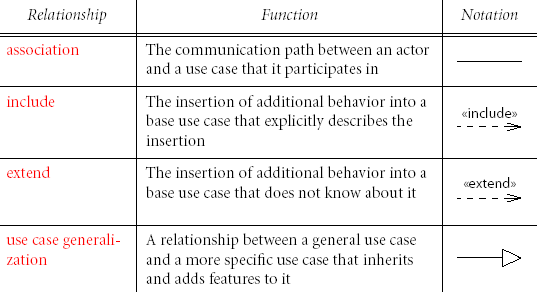 Relationship Function Notation
association The communication path between an actor
and a use case that it participates in
include The insertion of additional behavior into a
base use case that explicitly describes the
insertion
«include»
extend The insertion of additional behavior into a
base use case that does not know about it
«extend»
use case generali-
zation
A relationship between a general use case
and a more specific use case that inherits
and adds features to it